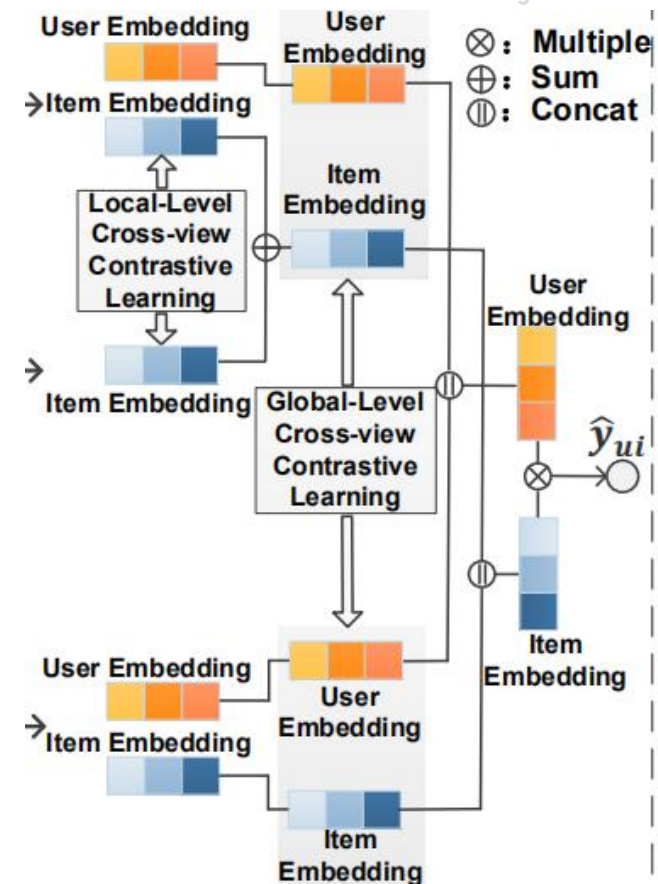 User Embedding
Item Embedding
Local-Level
Cross-view
Contrastive
Learning
Item Embedding
User
Embedding
Item
Embedding
⊗: Multiple
⊕: Sum
⊕
Global-Level
Cross-view
Contrastive
Learning
User Embedding
Item Embedding
User
Embedding
Item
Embedding
||: Concat
||
||
User
Embedding
⊗
ŷui
Item
Embedding